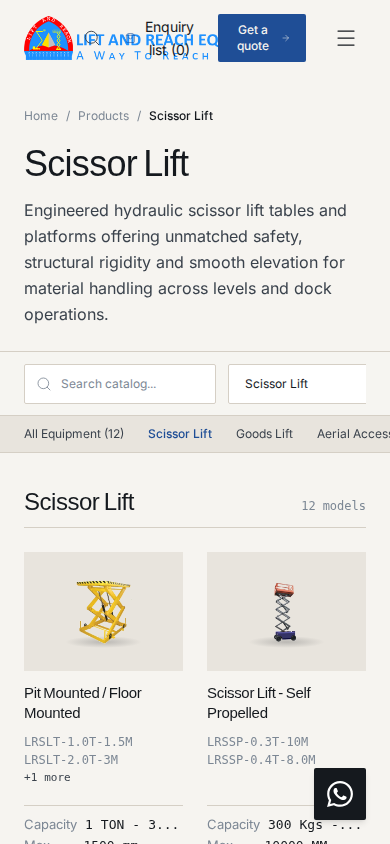 LIFT AND REACH EQ
A WAY TO REACH
Enquiry
list (0)
Get a
quote
Home / Products / Scissor Lift
Scissor Lift
Engineered hydraulic scissor lift tables and
platforms offering unmatched safety,
structural rigidity and smooth elevation for
material handling across levels and dock
operations.
Search catalog...
Scissor Lift
All Equipment (12) Scissor Lift Goods Lift Aerial Access
Scissor Lift
12 models
Pit Mounted / Floor
Mounted
LRSLT-1.0T-1.5M
LRSLT-2.0T-3M
+1 more
Capacity 1 TON - 3...
Scissor Lift - Self
Propelled
LRSSP-0.3T-10M
LRSSP-0.4T-8.0M
Capacity 300 Kgs -...